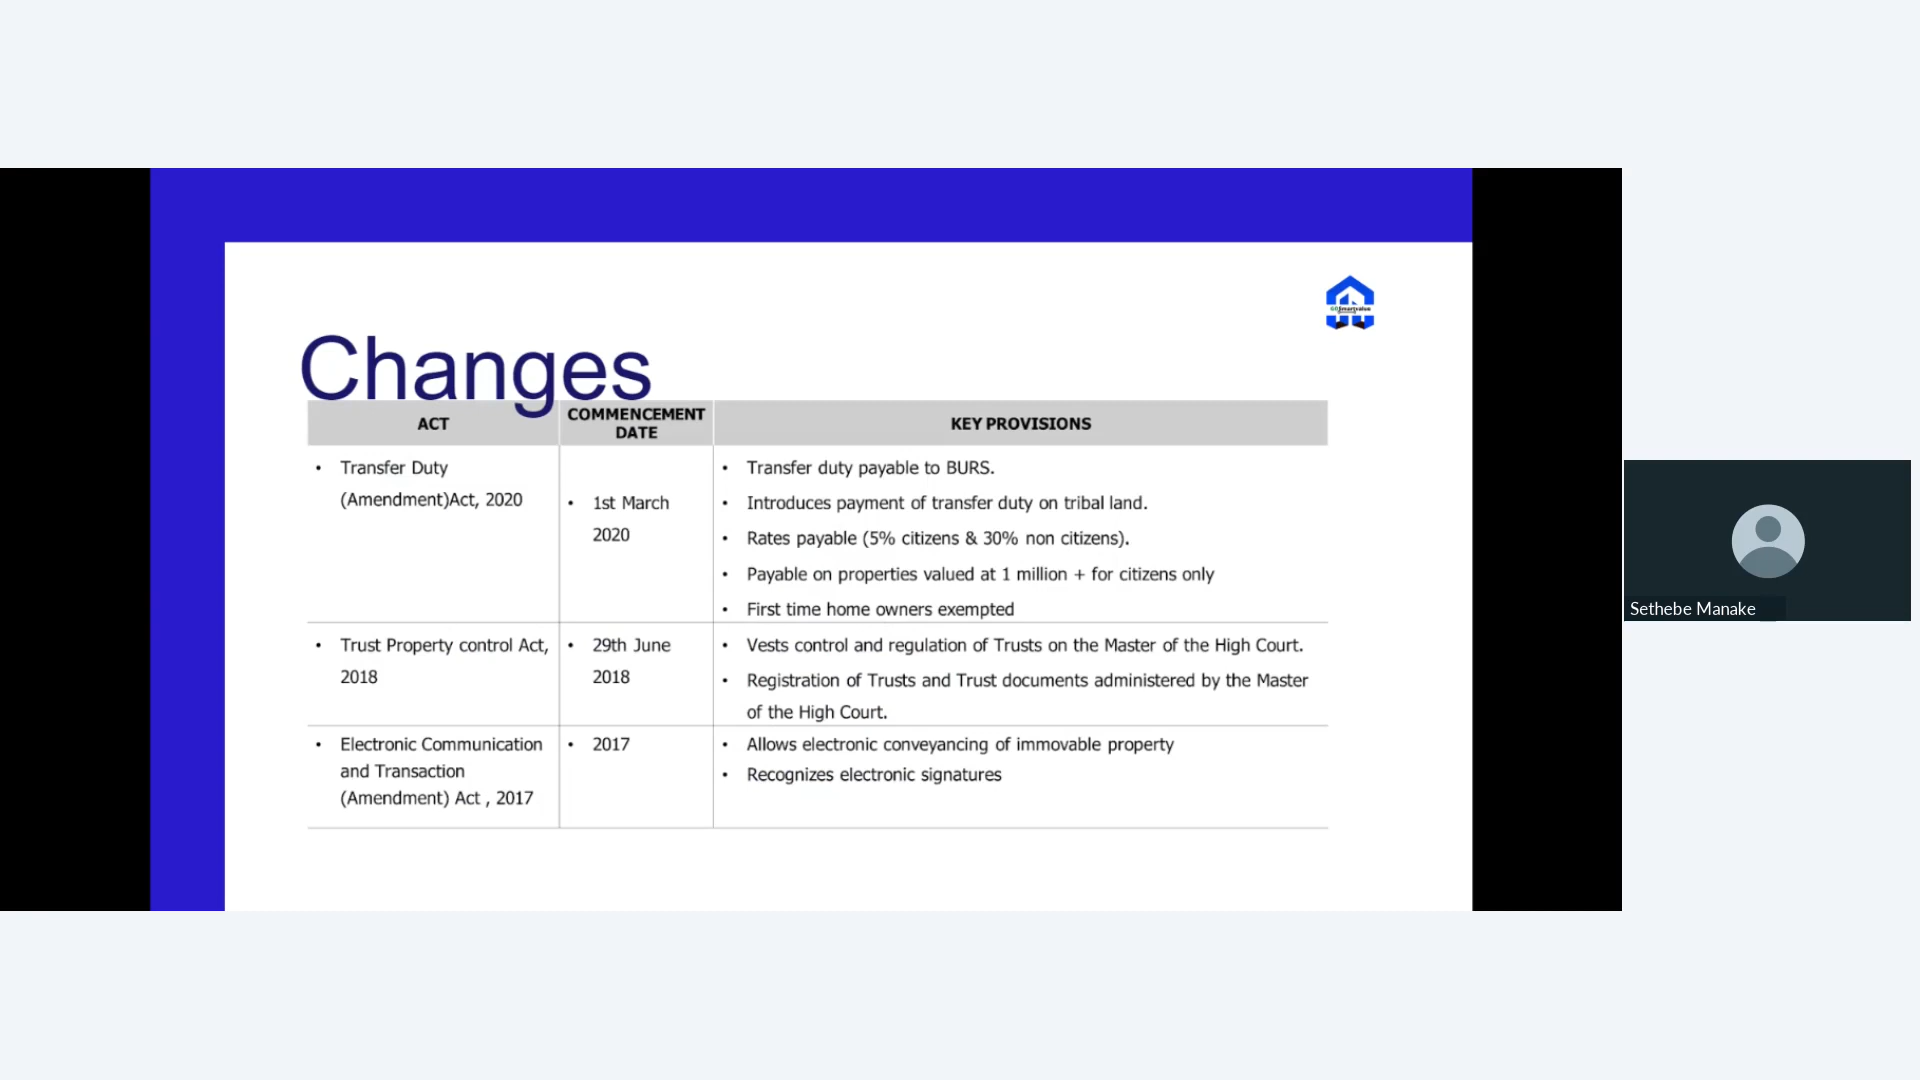 Changes
ACT
COMMENCEMENT
DATE
KEY PROVISIONS
• Transfer Duty
(Amendment)Act, 2020
• 1st March
2020
• Transfer duty payable to BURS.
• Introduces payment of transfer duty on tribal land.
• Rates payable (5% citizens & 30% non citizens).
• Payable on properties valued at 1 million + for citizens only
• First time home owners exempted
• Trust Property control Act,
2018
• 29th June
2018
• Vests control and regulation of Trusts on the Master of the High Court.
• Registration of Trusts and Trust documents administered by the Master
of the High Court.
• Electronic Communication
and Transaction
(Amendment) Act , 2017
• 2017
• Allows electronic conveyancing of immovable property
• Recognizes electronic signatures
Sethebe Manake